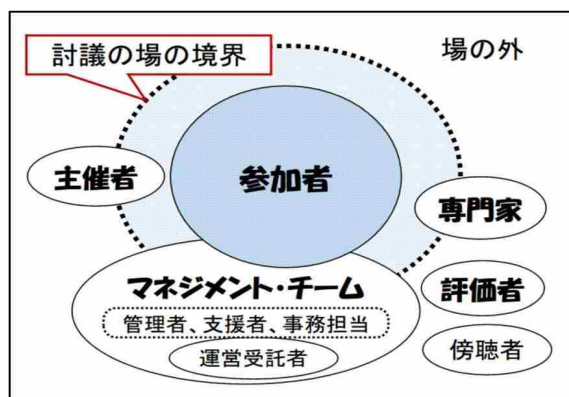 討議の場の境界
場の外
主催者
参加者
専門家
マネジメント・チーム
評価者
管理者、支援者、事務担当
運営受託者
傍聴者